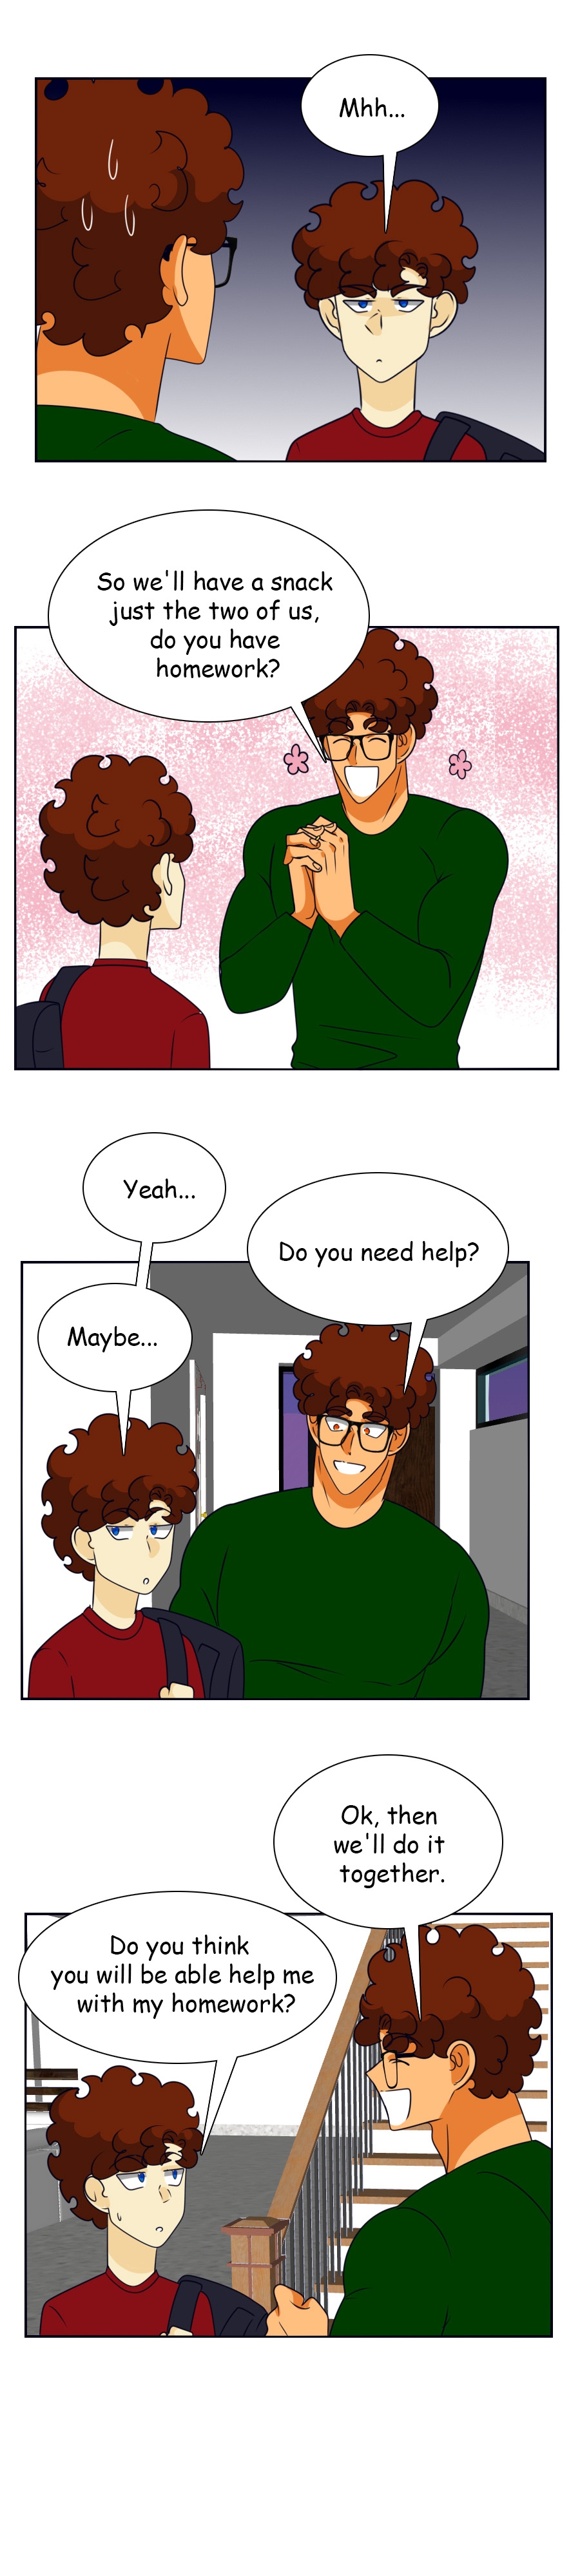 Mhh...
So we'll have a snack
just the two of us,
do you have
homework?
Yeah...
Do you need help?
Maybe...
Ok, then
we'll do it
together.
Do you think
you will be able help me
with my homework?